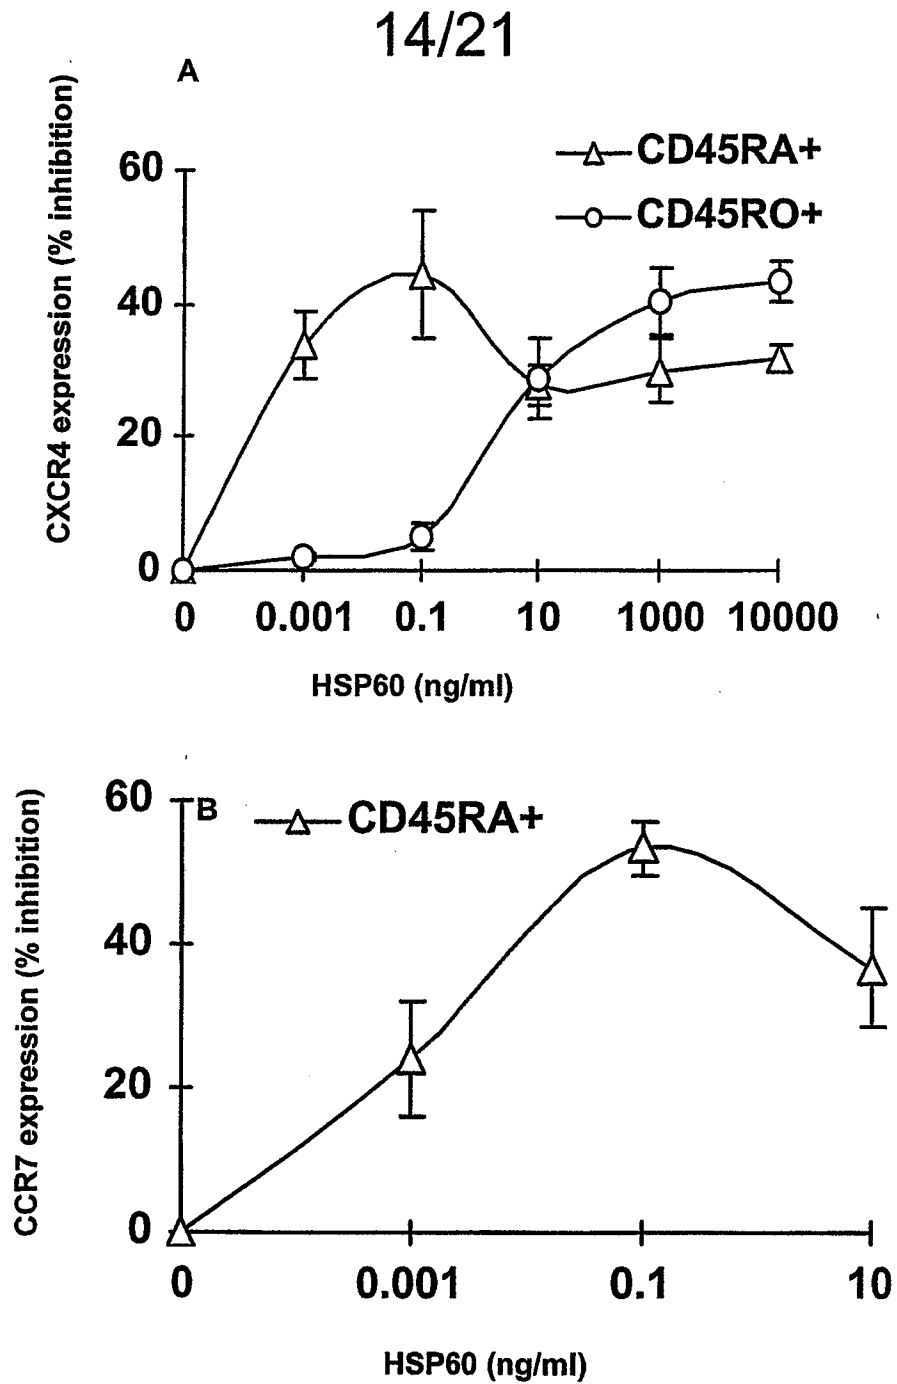 14/21
A
CXCR4 expression (% inhibition)
CD45RA+
CD45RO+
60
40
20
0
0 0.001 0.1 10 1000 10000
HSP60 (ng/ml)
B
CCR7 expression (% inhibition)
CD45RA+
60
40
20
0
0 0.001 0.1 10
HSP60 (ng/ml)